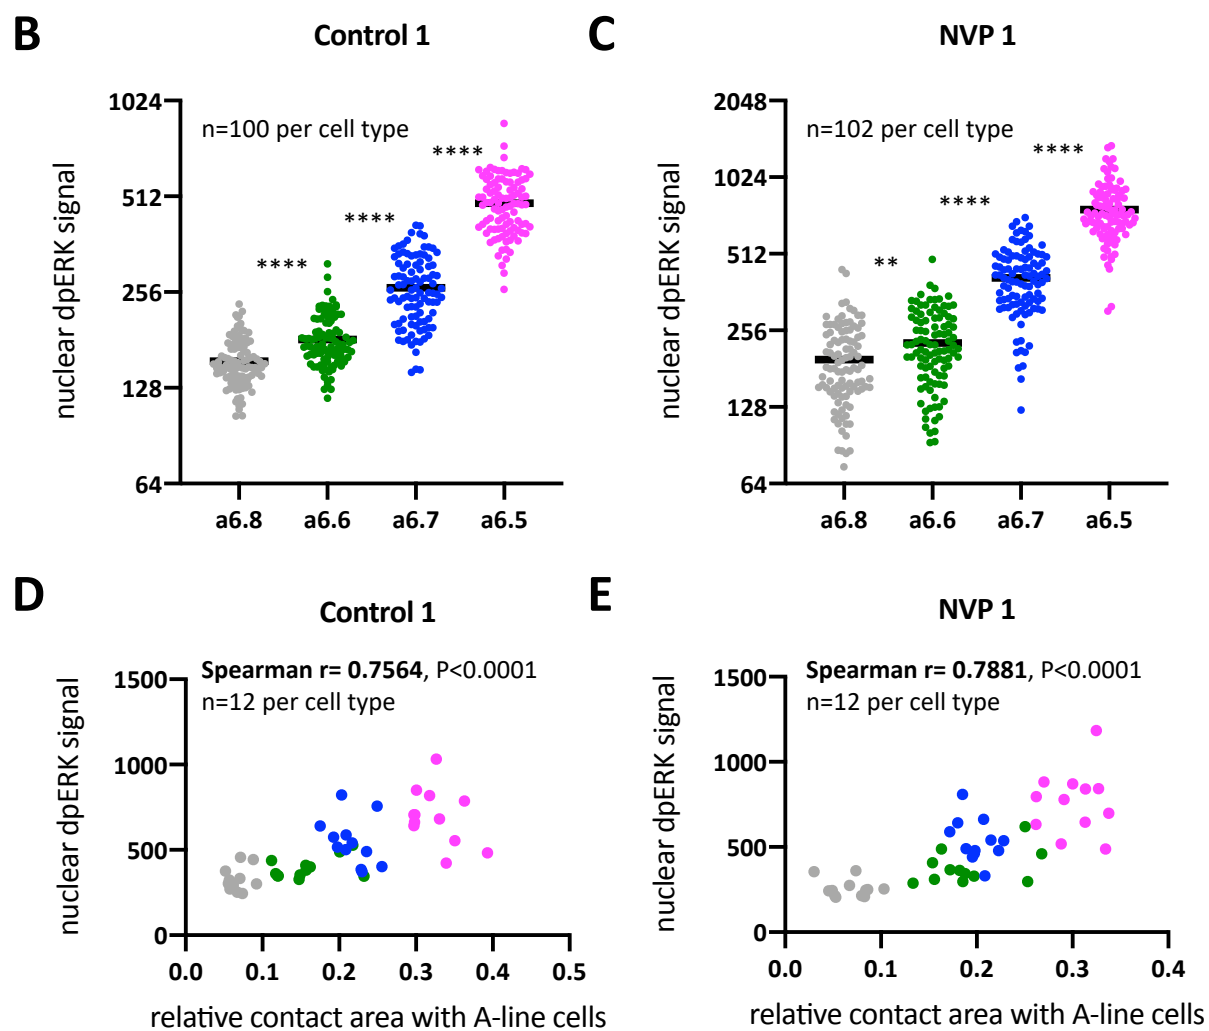 B
Control 1
nuclear dpERK signal
1024
512
256
128
64
n=100 per cell type
****
****
****
a6.8 a6.6 a6.7 a6.5
C
NVP 1
nuclear dpERK signal
2048
1024
512
256
128
64
n=102 per cell type
**
****
****
a6.8 a6.6 a6.7 a6.5
D
Control 1
nuclear dpERK signal
1500
1000
500
0
Spearman r= 0.7564, P<0.0001
n=12 per cell type
0.0 0.1 0.2 0.3 0.4 0.5
relative contact area with A-line cells
E
NVP 1
nuclear dpERK signal
1500
1000
500
0
Spearman r= 0.7881, P<0.0001
n=12 per cell type
0.0 0.1 0.2 0.3 0.4
relative contact area with A-line cells